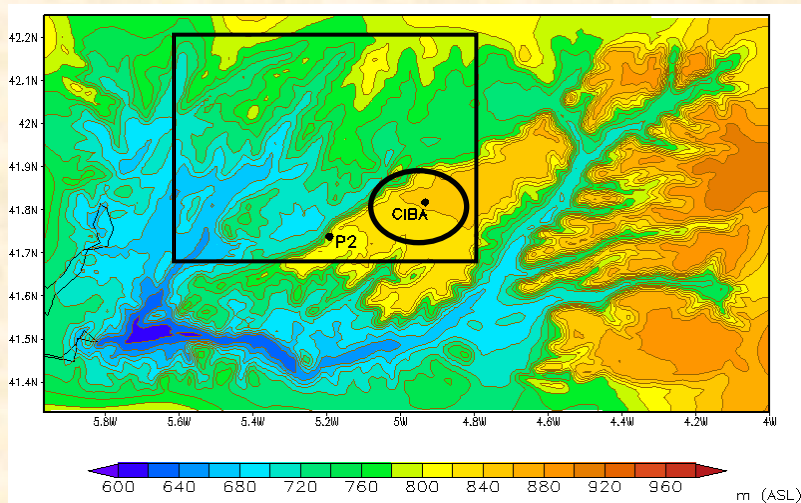 42.2N
42.1N
42N
41.9N
41.8N
41.7N
41.6N
41.5N
41.4N
CIBA
P2
5.8W 5.6W 5.4W 5.2W 5W 4.8W 4.6W 4.4W 4.2W 4W
600 640 680 720 760 800 840 880 920 960
m (ASL)